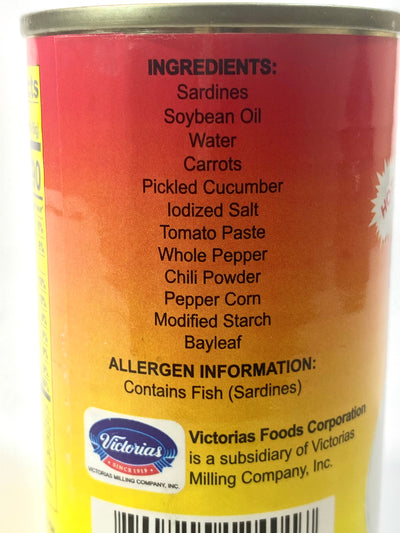 INGREDIENTS:
Sardines
Soybean Oil
Water
Carrots
Pickled Cucumber
Iodized Salt
Tomato Paste
Whole Pepper
Chili Powder
Pepper Corn
Modified Starch
Bayleaf
ALLERGEN INFORMATION:
Contains Fish (Sardines)
Victorias
SINCE 1919
VICTORIAS MILLING COMPANY, INC.
Victorias Foods Corporation
is a subsidiary of Victorias
Milling Company, Inc.